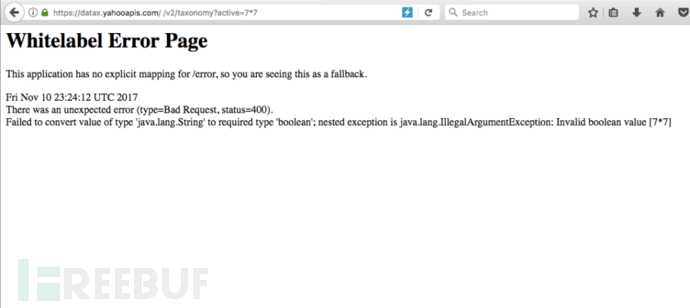 https://datax.yahooapis.com/ /v2/taxonomy?active=7*7
Search
Whitelabel Error Page
This application has no explicit mapping for /error, so you are seeing this as a fallback.
Fri Nov 10 23:24:12 UTC 2017
There was an unexpected error (type=Bad Request, status=400).
Failed to convert value of type 'java.lang.String' to required type 'boolean'; nested exception is java.lang.IllegalArgumentException: Invalid boolean value [7*7]
FREEBUF